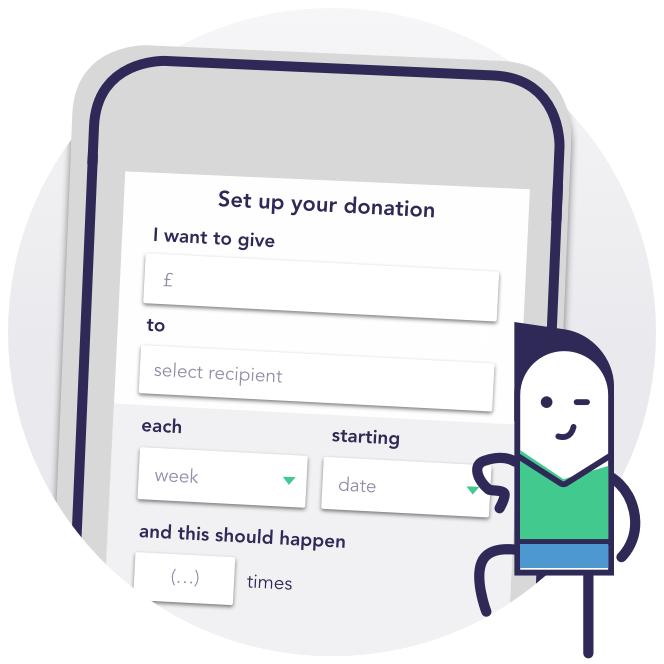 Set up your donation
I want to give
£
to
select recipient
each starting
week date
and this should happen
(...) times